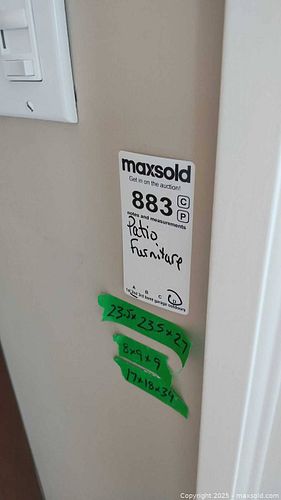 maxsold
Get in on the auction!
883 C
P
notes and measurements
Patio
Furniture
A B C D
23.5x23.5x27
8x9x9
17x18x34
Copyright 2025 - maxsold.com